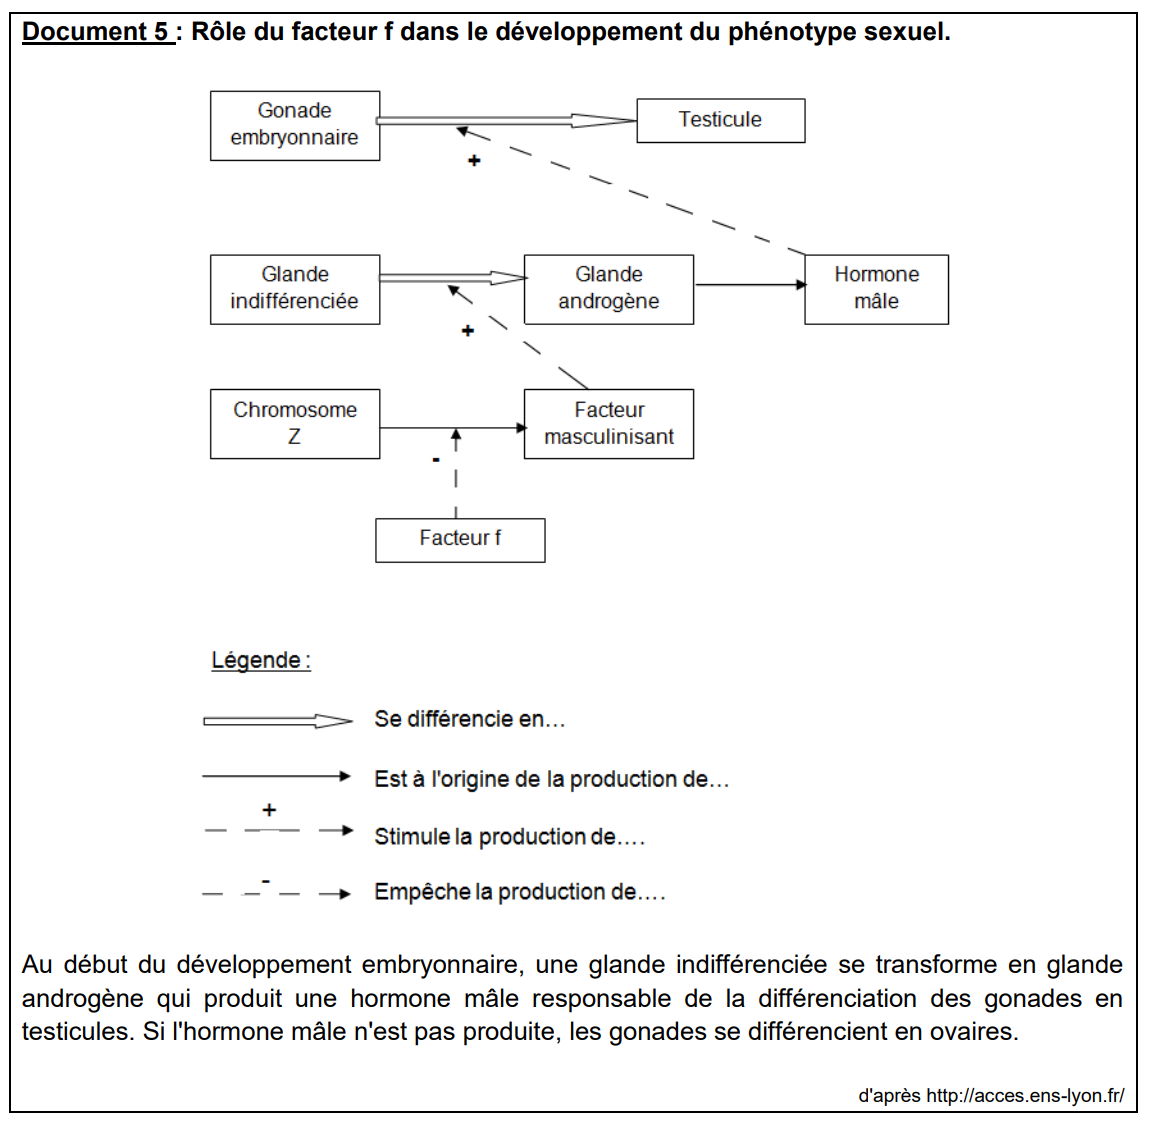 Document 5 : Rôle du facteur f dans le développement du phénotype sexuel.
Gonade
embryonnaire
Testicule
+
Glande
indifférenciée
Glande
androgène
Hormone
mâle
+
Chromosome
Z
Facteur
masculinisant
-
Facteur f
Légende :
Se différencie en…
Est à l'origine de la production de…
+
Stimule la production de….
-
Empêche la production de….
Au début du développement embryonnaire, une glande indifférenciée se transforme en glande
androgène qui produit une hormone mâle responsable de la différenciation des gonades en
testicules. Si l'hormone mâle n'est pas produite, les gonades se différencient en ovaires.
d'après http://acces.ens-lyon.fr/